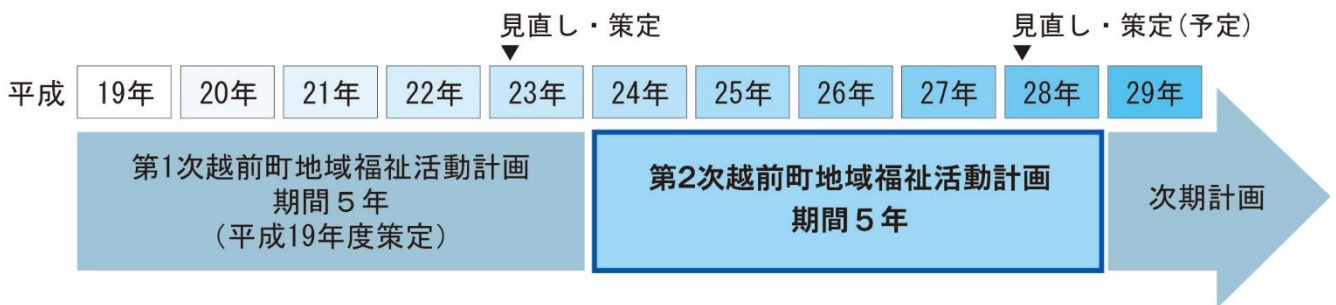 見直し・策定
見直し・策定(予定)
平成 19年 20年 21年 22年 23年 24年 25年 26年 27年 28年 29年
第1次越前町地域福祉活動計画
期間5年
(平成19年度策定)
第2次越前町地域福祉活動計画
期間5年
次期計画